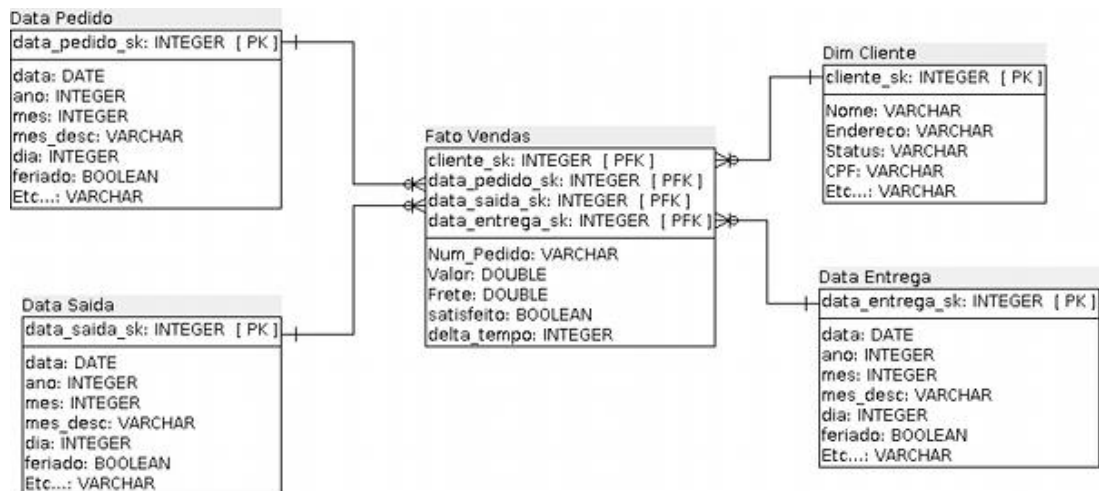 Data Pedido
data_pedido_sk: INTEGER [ PK ]
data: DATE
ano: INTEGER
mes: INTEGER
mes_desc: VARCHAR
dia: INTEGER
feriado: BOOLEAN
Etc...: VARCHAR
Data Saida
data_saida_sk: INTEGER [ PK ]
data: DATE
ano: INTEGER
mes: INTEGER
mes_desc: VARCHAR
dia: INTEGER
feriado: BOOLEAN
Etc...: VARCHAR
Fato Vendas
cliente_sk: INTEGER [ PFK ]
data_pedido_sk: INTEGER [ PFK ]
data_saida_sk: INTEGER [ PFK ]
data_entrega_sk: INTEGER [ PFK ]
Num_Pedido: VARCHAR
Valor: DOUBLE
Frete: DOUBLE
satisfeito: BOOLEAN
delta_tempo: INTEGER
Dim Cliente
cliente_sk: INTEGER [ PK ]
Nome: VARCHAR
Endereco: VARCHAR
Status: VARCHAR
CPF: VARCHAR
Etc...: VARCHAR
Data Entrega
data_entrega_sk: INTEGER [ PK ]
data: DATE
ano: INTEGER
mes: INTEGER
mes_desc: VARCHAR
dia: INTEGER
feriado: BOOLEAN
Etc...: VARCHAR